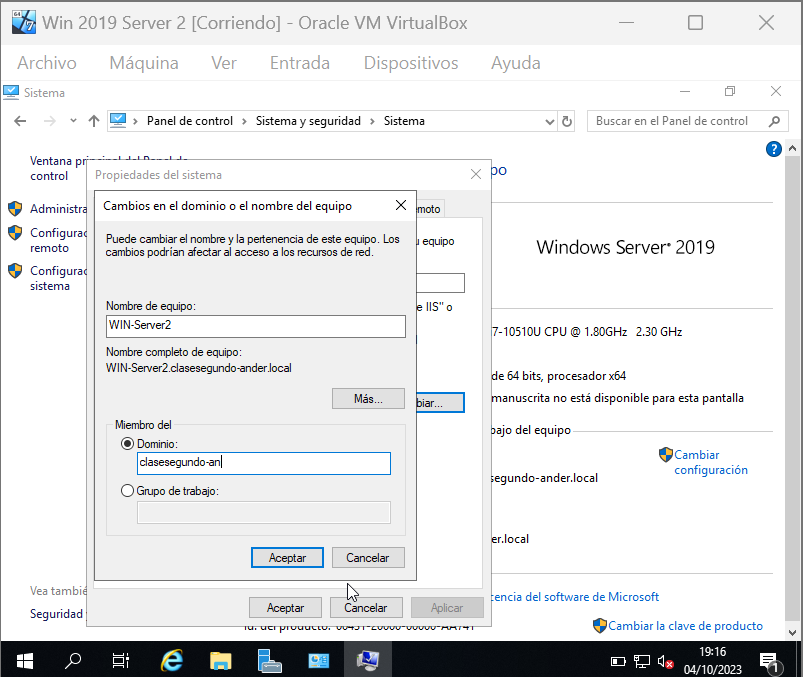 Win 2019 Server 2 [Corriendo] - Oracle VM VirtualBox
Archivo Máquina Ver Entrada Dispositivos Ayuda
Sistema
Panel de control > Sistema y seguridad > Sistema
Buscar en el Panel de control
Ventana principal del Panel de
control
Administra
Configurac
remoto
Configurac
sistema
Propiedades del sistema
Cambios en el dominio o el nombre del equipo
Puede cambiar el nombre y la pertenencia de este equipo. Los
cambios podrían afectar al acceso a los recursos de red.
Nombre de equipo:
WIN-Server2
Nombre completo de equipo:
WIN-Server2.clasesegundo-ander.local
Más...
Miembro del
Dominio:
clasesegundo-an
Grupo de trabajo:
Aceptar Cancelar
emoto
u equipo
e IIS" o
biar...
Aceptar Cancelar Aplicar
po
Windows Server® 2019
7-10510U CPU @ 1.80GHz 2.30 GHz
de 64 bits, procesador x64
manuscrita no está disponible para esta pantalla
bajo del equipo
Cambiar
configuración
segundo-ander.local
er.local
Vea tambié
Seguridad y
cencia del software de Microsoft
Cambiar la clave de producto
19:16
04/10/2023
1